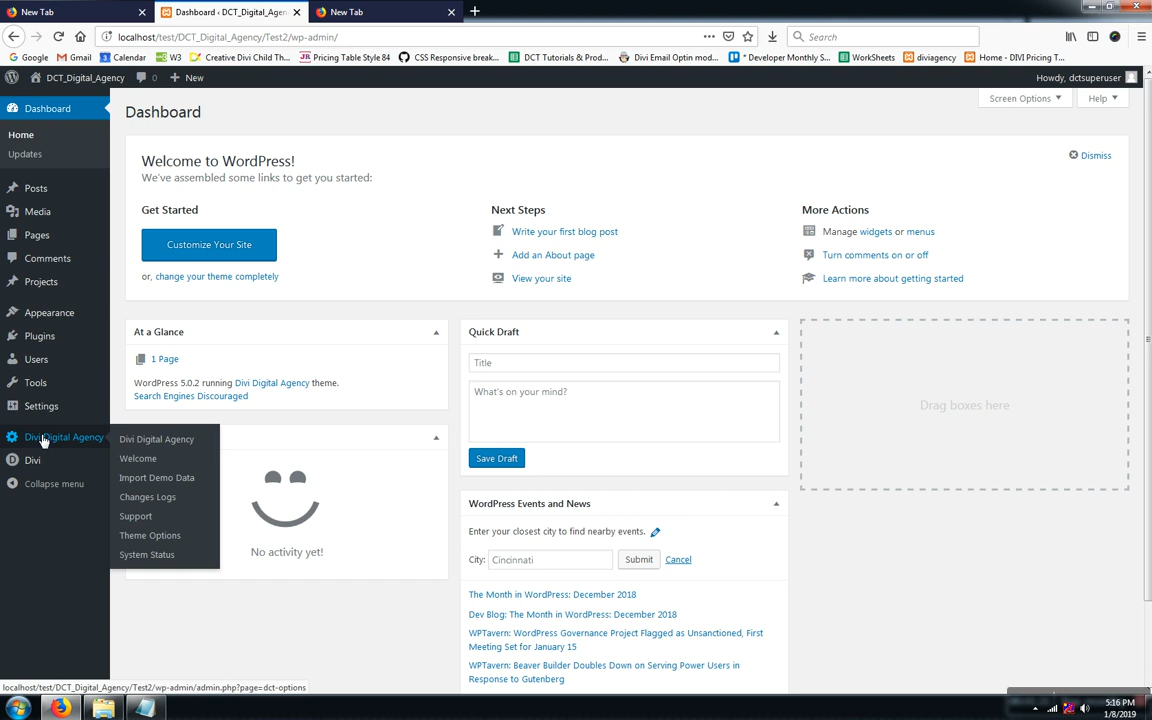 New Tab
Dashboard ‹ DCT_Digital_Agen
New Tab
localhost/test/DCT_Digital_Agency/Test2/wp-admin/
Search
Google
Gmail
Calendar
W3
Creative Divi Child Th...
Pricing Table Style 84
CSS Responsive break...
DCT Tutorials & Prod...
Divi Email Optin mod...
* Developer Monthly S...
WorkSheets
diviagency
Home - DIVI Pricing T...
DCT_Digital_Agency
0
New
Howdy, dctsuperuser
Dashboard
Home
Updates
Posts
Media
Pages
Comments
Projects
Appearance
Plugins
Users
Tools
Settings
Divi Digital Agency
Divi
Collapse menu
Divi Digital Agency
Welcome
Import Demo Data
Changes Logs
Support
Theme Options
System Status
Screen Options
Help
Dashboard
Welcome to WordPress!
We've assembled some links to get you started:
Dismiss
Get Started
Customize Your Site
or, change your theme completely
Next Steps
Write your first blog post
Add an About page
View your site
More Actions
Manage widgets or menus
Turn comments on or off
Learn more about getting started
At a Glance
1 Page
WordPress 5.0.2 running Divi Digital Agency theme.
Search Engines Discouraged
No activity yet!
Quick Draft
Title
What's on your mind?
Save Draft
Drag boxes here
WordPress Events and News
Enter your closest city to find nearby events.
City:
Cincinnati
Submit
Cancel
The Month in WordPress: December 2018
Dev Blog: The Month in WordPress: December 2018
WPTavern: WordPress Governance Project Flagged as Unsanctioned, First
Meeting Set for January 15
WPTavern: Beaver Builder Doubles Down on Serving Power Users in
Response to Gutenberg
localhost/test/DCT_Digital_Agency/Test2/wp-admin/admin.php?page=dct-options
5:16 PM
1/8/2019